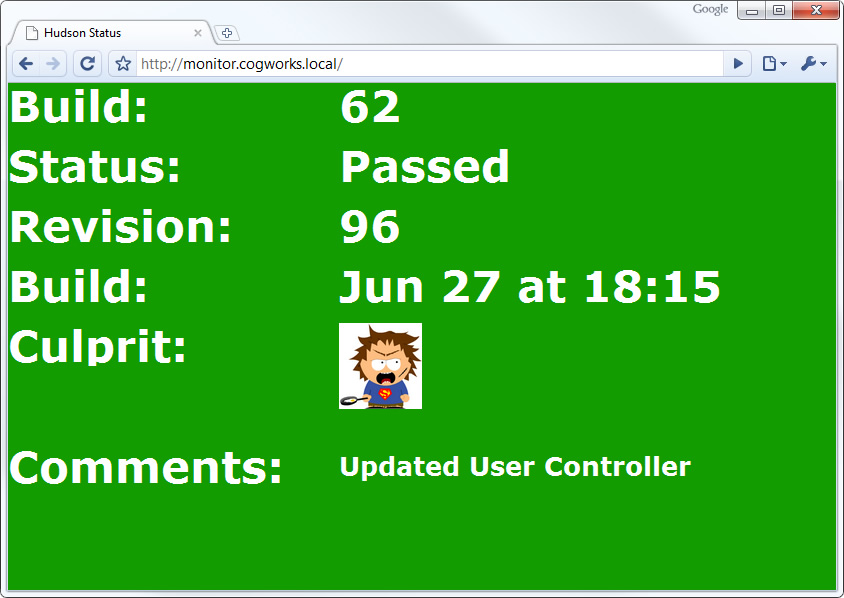 Google
Hudson Status
http://monitor.cogworks.local/
Build: 62
Status: Passed
Revision: 96
Build: Jun 27 at 18:15
Culprit:
Comments: Updated User Controller